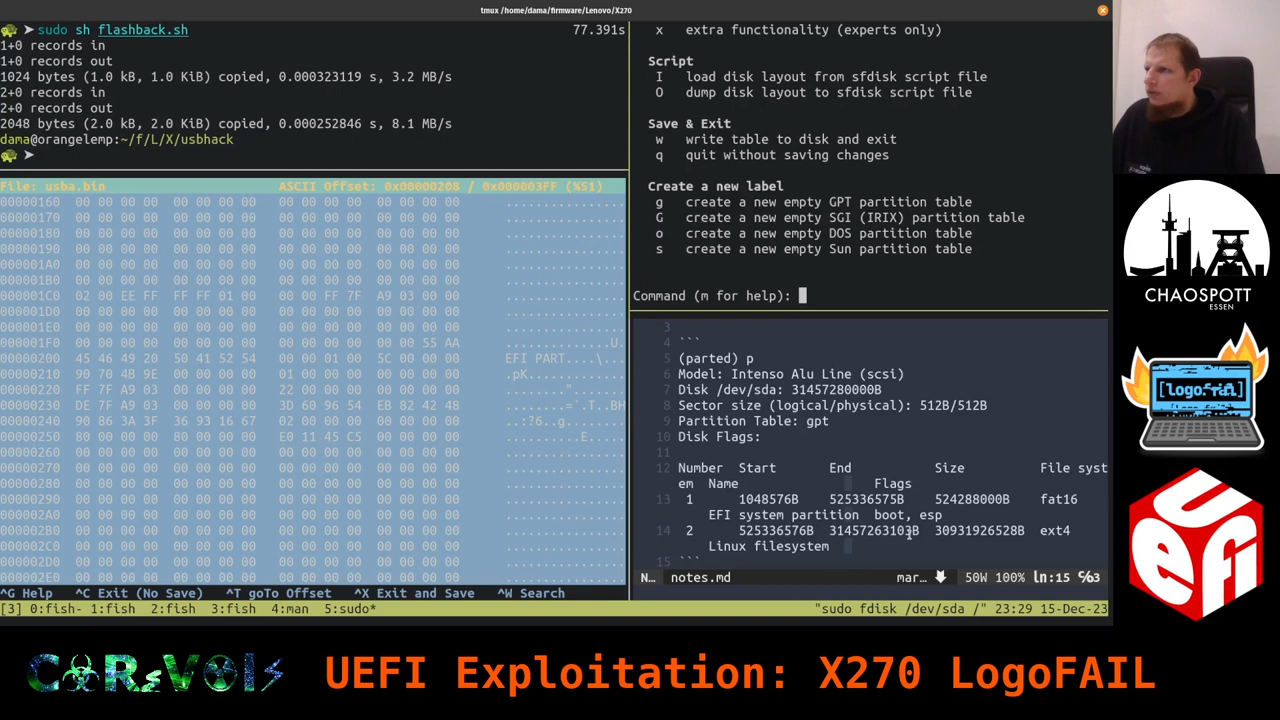 tmux /home/dama/firmware/Lenovo/X270
sudo sh flashback.sh 77.391s
1+0 records in
1+0 records out
1024 bytes (1.0 kB, 1.0 KiB) copied, 0.000323119 s, 3.2 MB/s
2+0 records in
2+0 records out
2048 bytes (2.0 kB, 2.0 KiB) copied, 0.000252846 s, 8.1 MB/s
dama@orangelemp:~/f/L/X/usbhack
File: usba.bin ASCII Offset: 0x00000208 / 0x000003FF (%51)
00000160 00 00 00 00 00 00 00 00 00 00 00 00 00 00 00 00 ................
00000170 00 00 00 00 00 00 00 00 00 00 00 00 00 00 00 00 ................
00000180 00 00 00 00 00 00 00 00 00 00 00 00 00 00 00 00 ................
00000190 00 00 00 00 00 00 00 00 00 00 00 00 00 00 00 00 ................
000001A0 00 00 00 00 00 00 00 00 00 00 00 00 00 00 00 00 ................
000001B0 00 00 00 00 00 00 00 00 00 00 00 00 00 00 00 00 ................
000001C0 02 00 EE FF FF FF 01 00 00 00 FF 7F A9 03 00 00 ................
000001D0 00 00 00 00 00 00 00 00 00 00 00 00 00 00 00 00 ................
000001E0 00 00 00 00 00 00 00 00 00 00 00 00 00 00 00 00 ................
000001F0 00 00 00 00 00 00 00 00 00 00 00 00 00 00 55 AA ..............U.
00000200 45 46 49 20 50 41 52 54 00 00 01 00 5C 00 00 00 EFI PART....\...
00000210 90 70 4B 9E 00 00 00 00 01 00 00 00 00 00 00 00 .pK.............
00000220 FF 7F A9 03 00 00 00 00 22 00 00 00 00 00 00 00 ........".......
00000230 DE 7F A9 03 00 00 00 00 3D 60 96 54 EB 82 42 48 ........=`.T..BH
00000240 90 86 3A 3F 36 93 16 67 02 00 00 00 00 00 00 00 ..:?6..g........
00000250 80 00 00 00 80 00 00 00 E0 11 45 C5 00 00 00 00 ..........E.....
00000260 00 00 00 00 00 00 00 00 00 00 00 00 00 00 00 00 ................
00000270 00 00 00 00 00 00 00 00 00 00 00 00 00 00 00 00 ................
00000280 00 00 00 00 00 00 00 00 00 00 00 00 00 00 00 00 ................
00000290 00 00 00 00 00 00 00 00 00 00 00 00 00 00 00 00 ................
000002A0 00 00 00 00 00 00 00 00 00 00 00 00 00 00 00 00 ................
000002B0 00 00 00 00 00 00 00 00 00 00 00 00 00 00 00 00 ................
000002C0 00 00 00 00 00 00 00 00 00 00 00 00 00 00 00 00 ................
000002D0 00 00 00 00 00 00 00 00 00 00 00 00 00 00 00 00 ................
000002E0 00 00 00 00 00 00 00 00 00 00 00 00 00 00 00 00 ................
^G Help ^C Exit (No Save) ^T goTo Offset ^X Exit and Save ^W Search
x extra functionality (experts only)
Script
I load disk layout from sfdisk script file
O dump disk layout to sfdisk script file
Save & Exit
w write table to disk and exit
q quit without saving changes
Create a new label
g create a new empty GPT partition table
G create a new empty SGI (IRIX) partition table
o create a new empty DOS partition table
s create a new empty Sun partition table
Command (m for help):
3
4 ```
5 (parted) p
6 Model: Intenso Alu Line (scsi)
7 Disk /dev/sda: 31457280000B
8 Sector size (logical/physical): 512B/512B
9 Partition Table: gpt
10 Disk Flags:
11
12 Number Start End Size File syst
em Name Flags
13 1 1048576B 525336575B 524288000B fat16
EFI system partition boot, esp
14 2 525336576B 31457263103B 30931926528B ext4
Linux filesystem
15 ```
N… notes.md mar… 50W 100% ln:15 ℅3
[3] 0:fish- 1:fish 2:fish 3:fish 4:man 5:sudo* "sudo fdisk /dev/sda /" 23:29 15-Dec-23
CHAOSPOTT
ESSEN
[logofail]
UEFI
CoReVolS UEFI Exploitation: X270 LogoFAIL